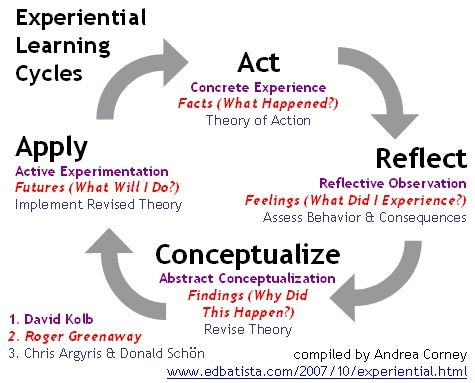 Experiential
Learning
Cycles
Act
Concrete Experience
Facts (What Happened?)
Theory of Action
Reflect
Reflective Observation
Feelings (What Did I Experience?)
Assess Behavior & Consequences
Conceptualize
Abstract Conceptualization
Findings (Why Did
This Happen?)
Revise Theory
Apply
Active Experimentation
Futures (What Will I Do?)
Implement Revised Theory
1. David Kolb
2. Roger Greenaway
3. Chris Argyris & Donald Schön
compiled by Andrea Corney
www.edbatista.com/2007/10/experiential.html